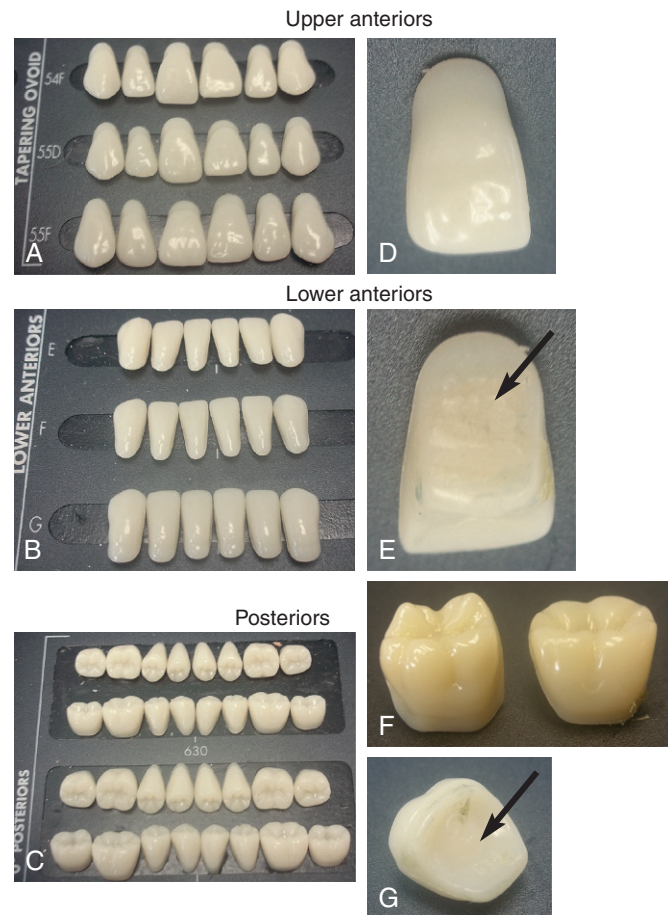 Upper anteriors
TAPERING OVOID
54F
55D
55F
A
D
Lower anteriors
LOWER ANTERIORS
E
F
G
B
E
Posteriors
630
POSTERIORS
C
F
G